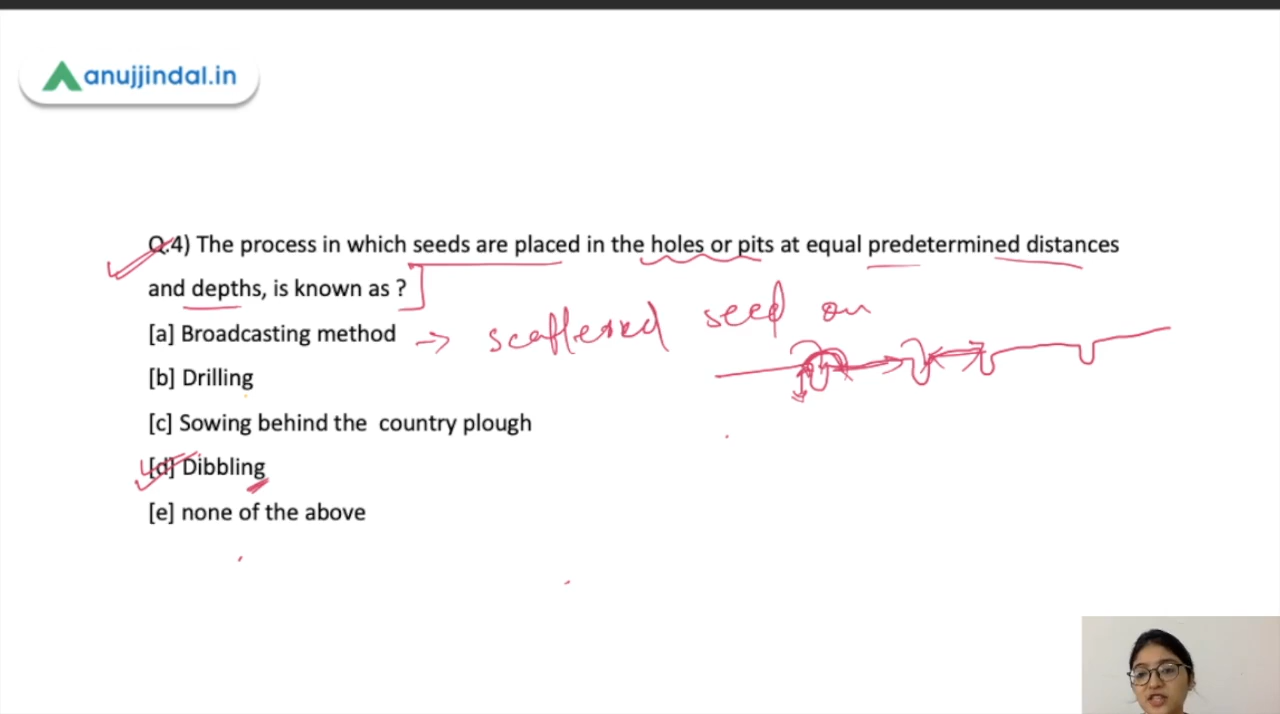 anujjindal.in
Q.4) The process in which seeds are placed in the holes or pits at equal predetermined distances
and depths, is known as ?
[a] Broadcasting method → scattered seed on
[b] Drilling
[c] Sowing behind the country plough
[d] Dibbling
[e] none of the above